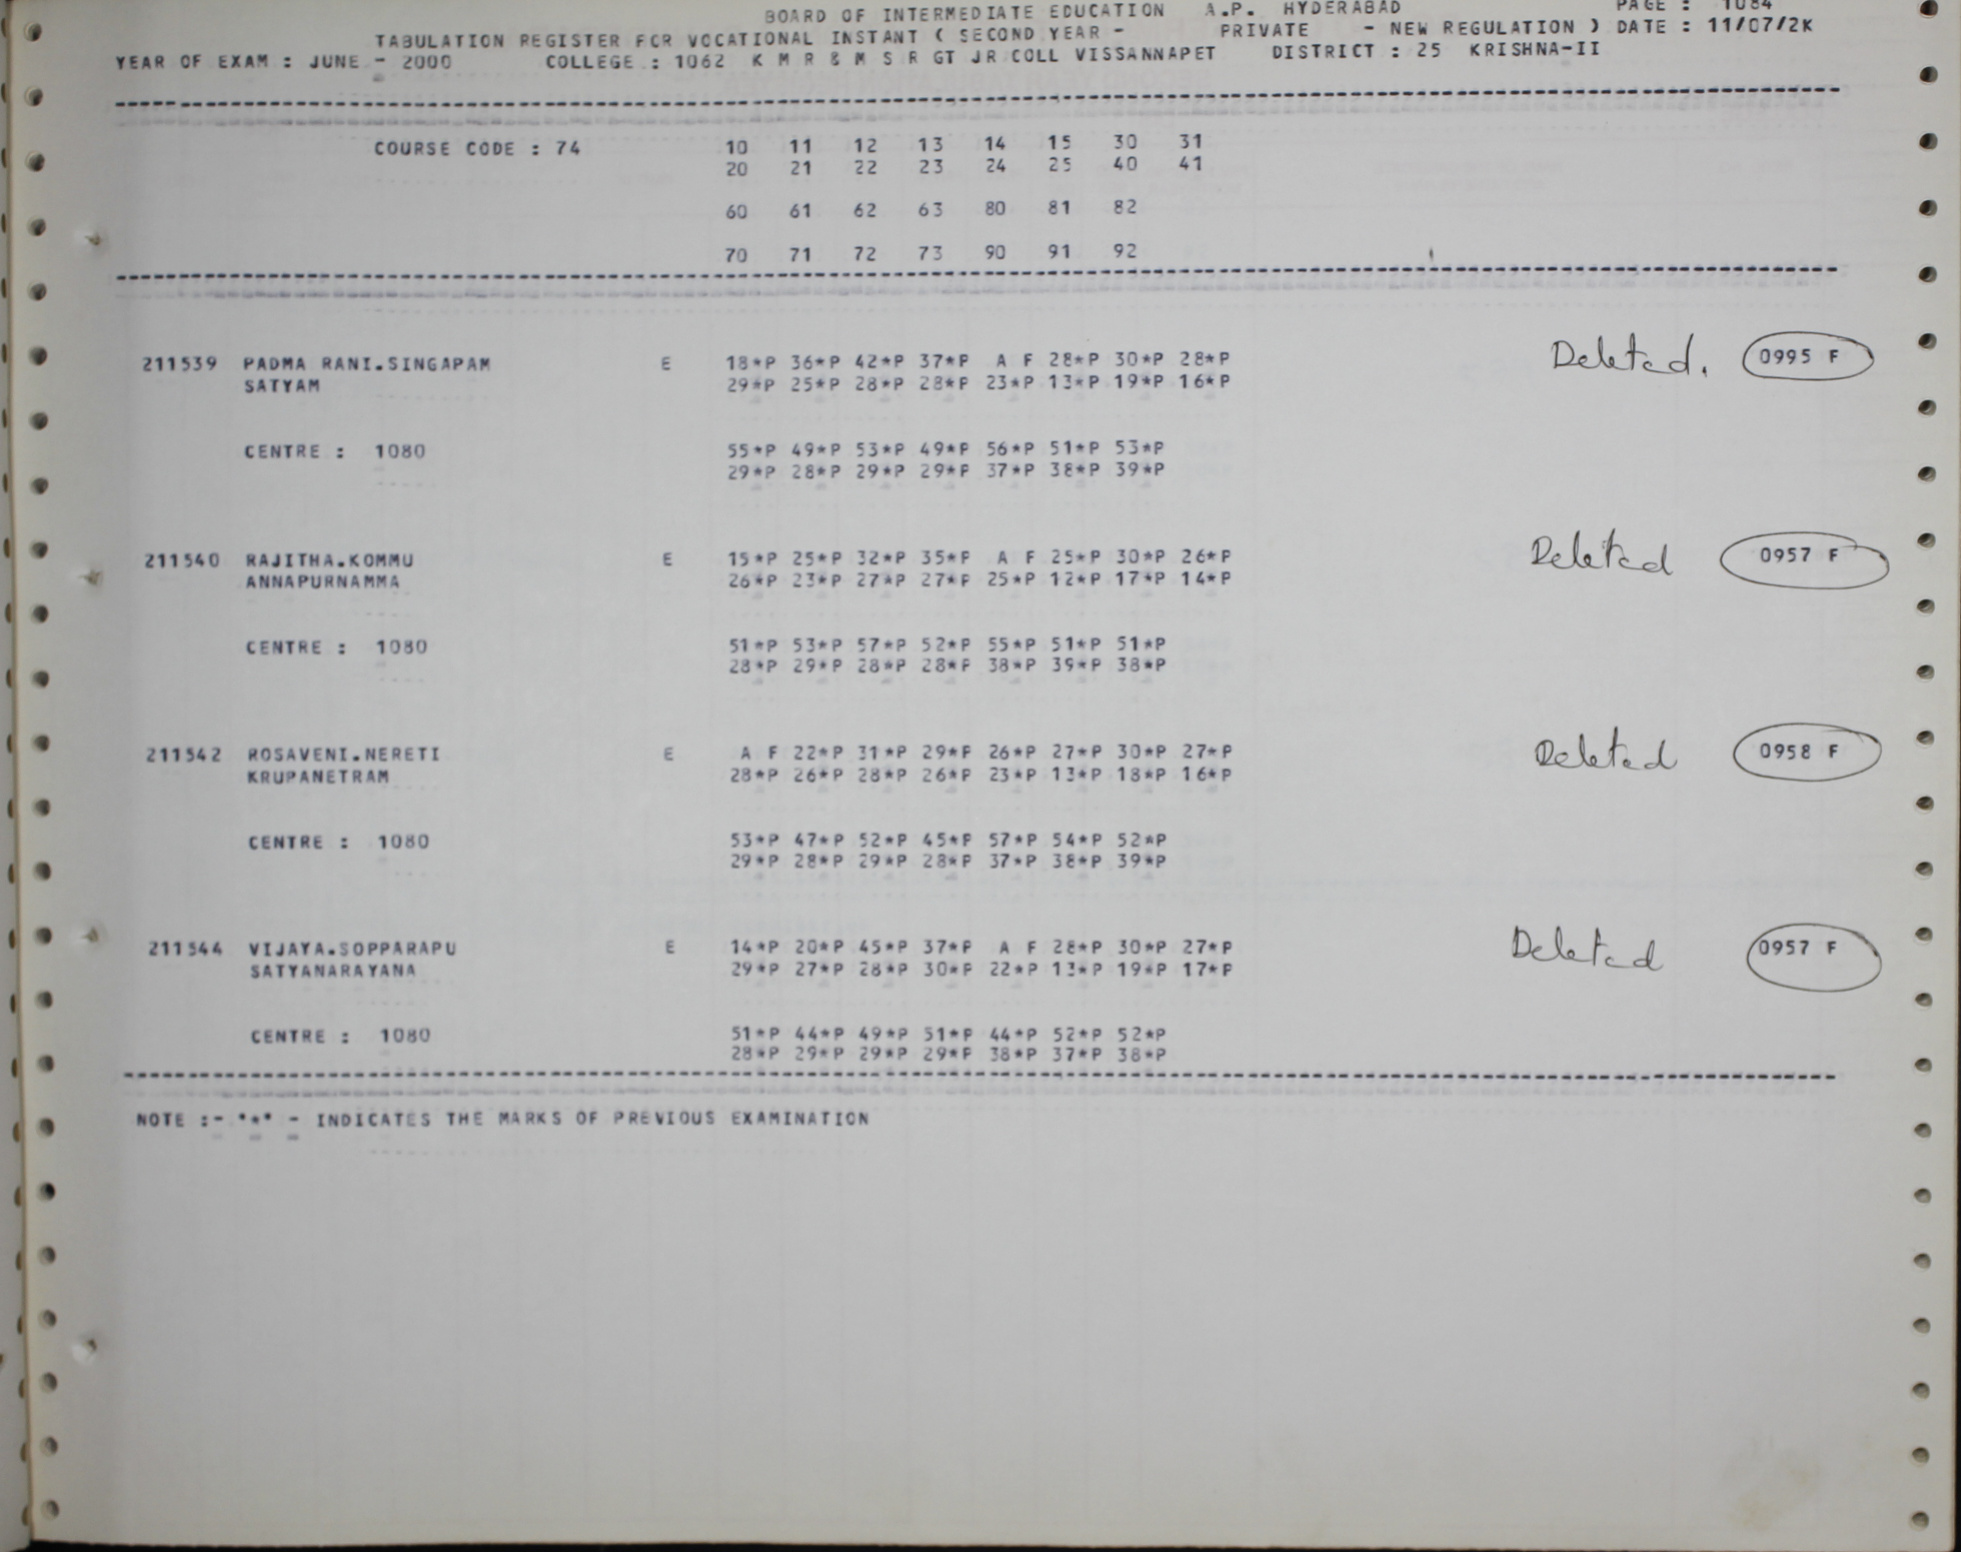 BOARD OF INTERMEDIATE EDUCATION A.P. HYDERABAD PAGE : 1084
TABULATION REGISTER FOR VOCATIONAL INSTANT ( SECOND YEAR - PRIVATE - NEW REGULATION ) DATE : 11/07/2K
YEAR OF EXAM : JUNE - 2000 COLLEGE : 1062 K M R & M S R GT JR COLL VISSANNAPET DISTRICT : 25 KRISHNA-II
COURSE CODE : 74 10 11 12 13 14 15 30 31
20 21 22 23 24 25 40 41
60 61 62 63 80 81 82
70 71 72 73 90 91 92
211539 PADMA RANI.SINGAPAM E 18*P 36*P 42*P 37*P A F 28*P 30*P 28*P Deleted. 0995 F
SATYAM 29*P 25*P 28*P 28*P 23*P 13*P 19*P 16*P
CENTRE : 1080 55*P 49*P 53*P 49*P 56*P 51*P 53*P
29*P 28*P 29*P 29*P 37*P 38*P 39*P
211540 RAJITHA.KOMMU E 15*P 25*P 32*P 35*P A F 25*P 30*P 26*P Deleted 0957 F
ANNAPURNAMMA 26*P 23*P 27*P 27*P 25*P 12*P 17*P 14*P
CENTRE : 1080 51*P 53*P 57*P 52*P 55*P 51*P 51*P
28*P 29*P 28*P 28*P 38*P 39*P 38*P
211542 ROSAVENI.NERETI E A F 22*P 31*P 29*P 26*P 27*P 30*P 27*P Deleted 0958 F
KRUPANETRAM 28*P 26*P 28*P 26*P 23*P 13*P 18*P 16*P
CENTRE : 1080 53*P 47*P 52*P 45*P 57*P 54*P 52*P
29*P 28*P 29*P 28*P 37*P 38*P 39*P
211544 VIJAYA.SOPPARAPU E 14*P 20*P 45*P 37*P A F 28*P 30*P 27*P Deleted 0957 F
SATYANARAYANA 29*P 27*P 28*P 30*P 22*P 13*P 19*P 17*P
CENTRE : 1080 51*P 44*P 49*P 51*P 44*P 52*P 52*P
28*P 29*P 29*P 29*P 38*P 37*P 38*P
NOTE :- "*" - INDICATES THE MARKS OF PREVIOUS EXAMINATION